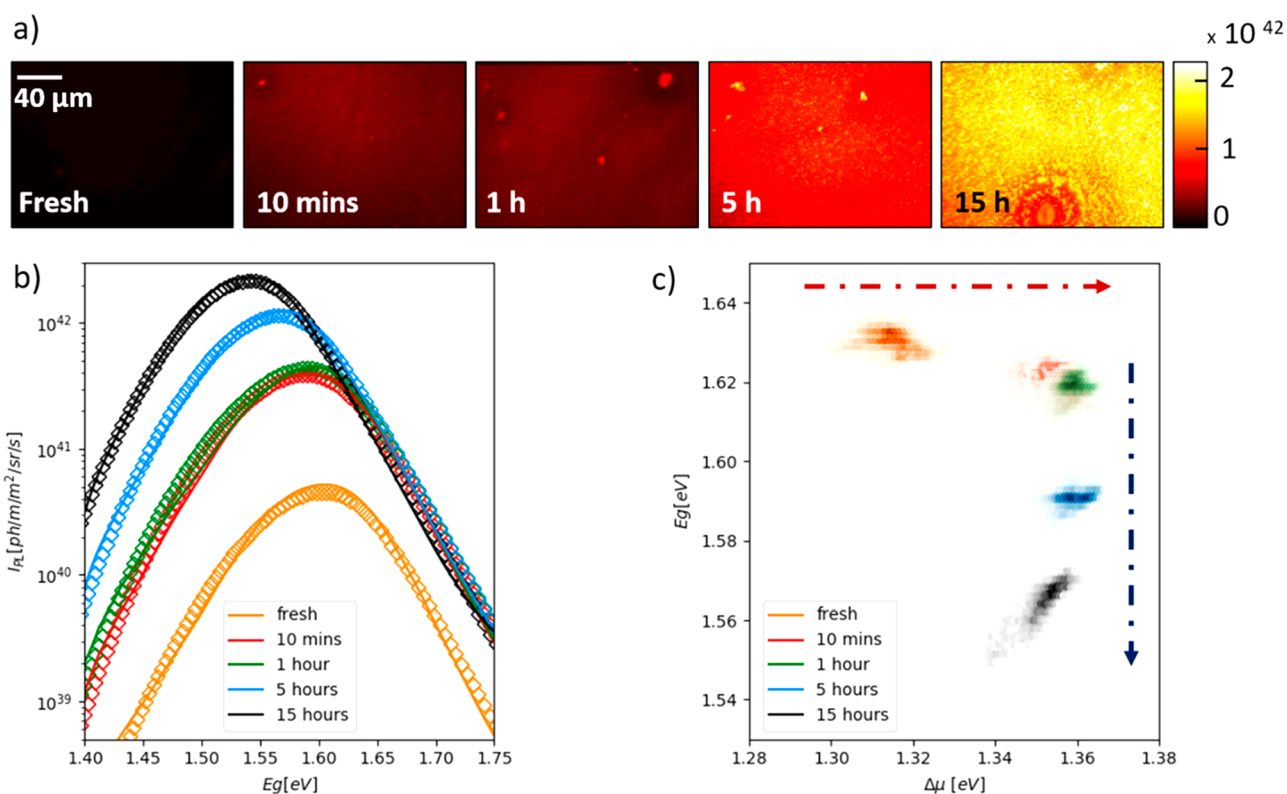 a)
x 10 42
40 µm
Fresh
10 mins
1 h
5 h
15 h
2
1
0
b)
10^42
10^41
10^40
10^39
I_PL[ph/m/m²/sr/s]
fresh
10 mins
1 hour
5 hours
15 hours
1.40 1.45 1.50 1.55 1.60 1.65 1.70 1.75
Eg[eV]
c)
1.64
1.62
1.60
1.58
1.56
1.54
Eg[eV]
fresh
10 mins
1 hour
5 hours
15 hours
1.28 1.30 1.32 1.34 1.36 1.38
Δμ [eV]